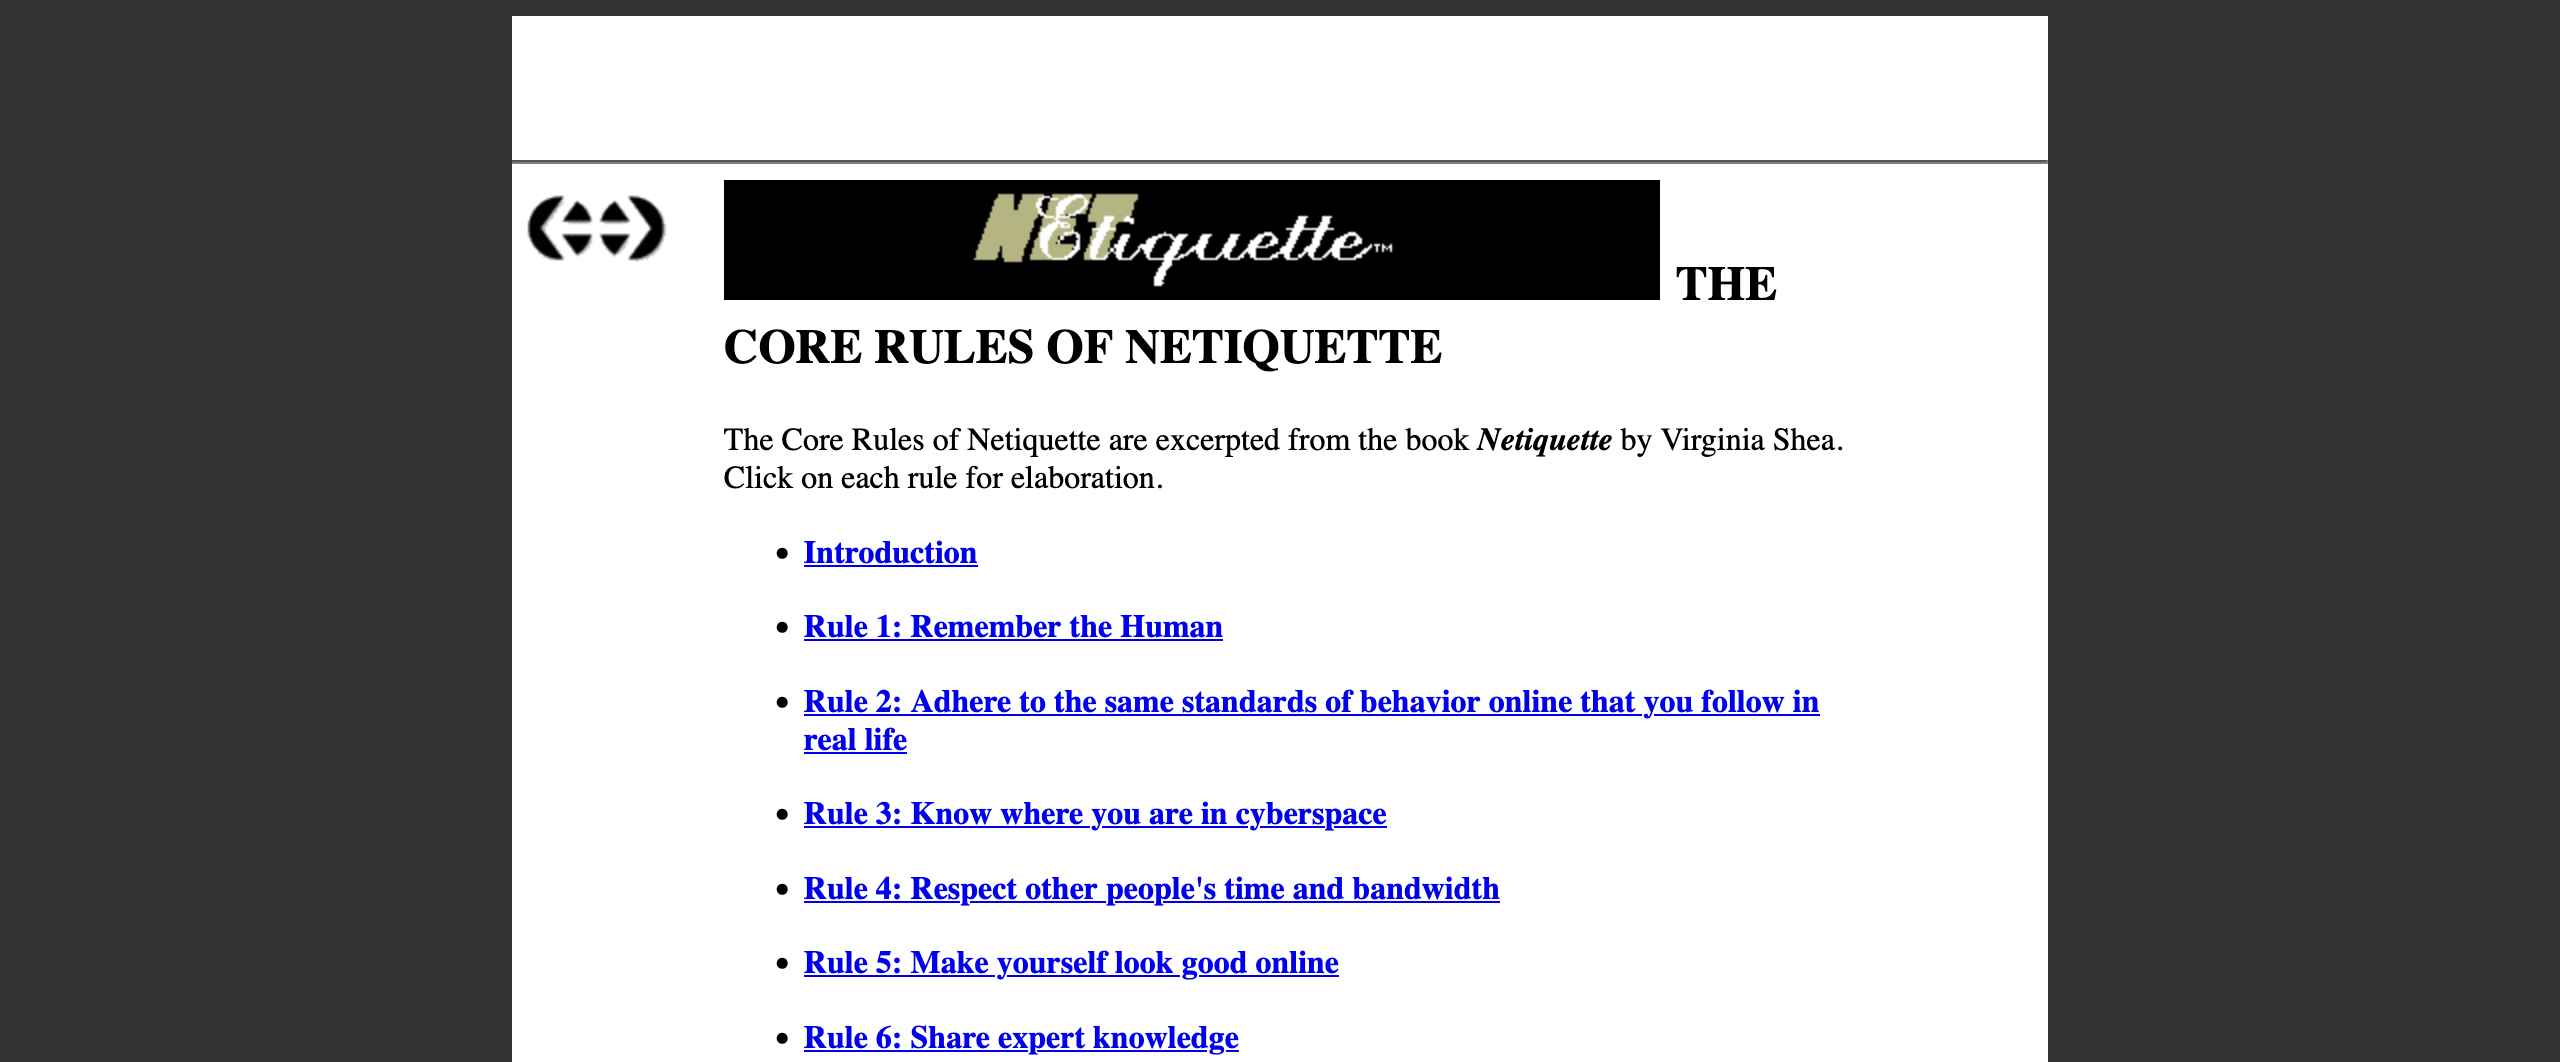 NETEtiquette™ THE
CORE RULES OF NETIQUETTE
The Core Rules of Netiquette are excerpted from the book Netiquette by Virginia Shea.
Click on each rule for elaboration.
• Introduction
• Rule 1: Remember the Human
• Rule 2: Adhere to the same standards of behavior online that you follow in
real life
• Rule 3: Know where you are in cyberspace
• Rule 4: Respect other people's time and bandwidth
• Rule 5: Make yourself look good online
• Rule 6: Share expert knowledge